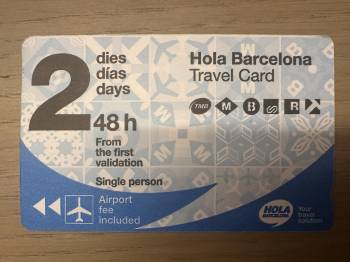 2
dies
días
days
48 h
From
the first
validation
Single person
Airport
fee
included
Hola Barcelona
Travel Card
TMB M B R
HOLA
BARCELONA
Your
travel
solution